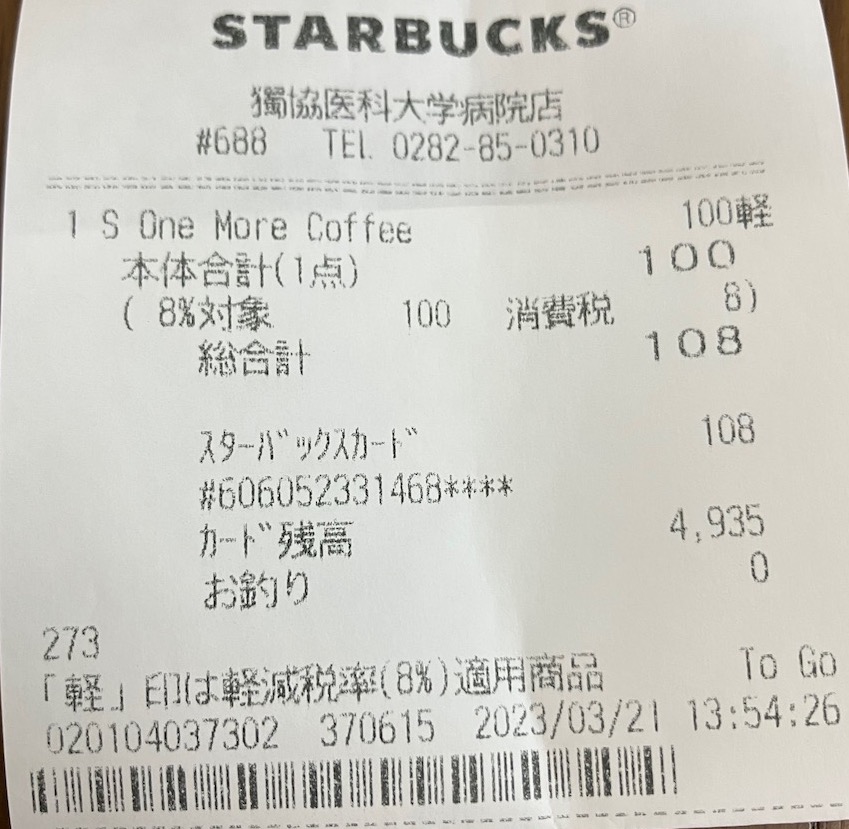 STARBUCKS®
獨協医科大学病院店
#688 TEL 0282-85-0310
1 S One More Coffee 100軽
本体合計(1点) 100
( 8%対象 100 消費税 8)
総合計 108
ｽﾀｰﾊﾞｯｸｽｶｰﾄﾞ 108
#606052331468****
ｶｰﾄﾞ残高 4,935
お釣り 0
273
「軽」印は軽減税率(8%)適用商品 To Go
020104037302 370615 2023/03/21 13:54:26